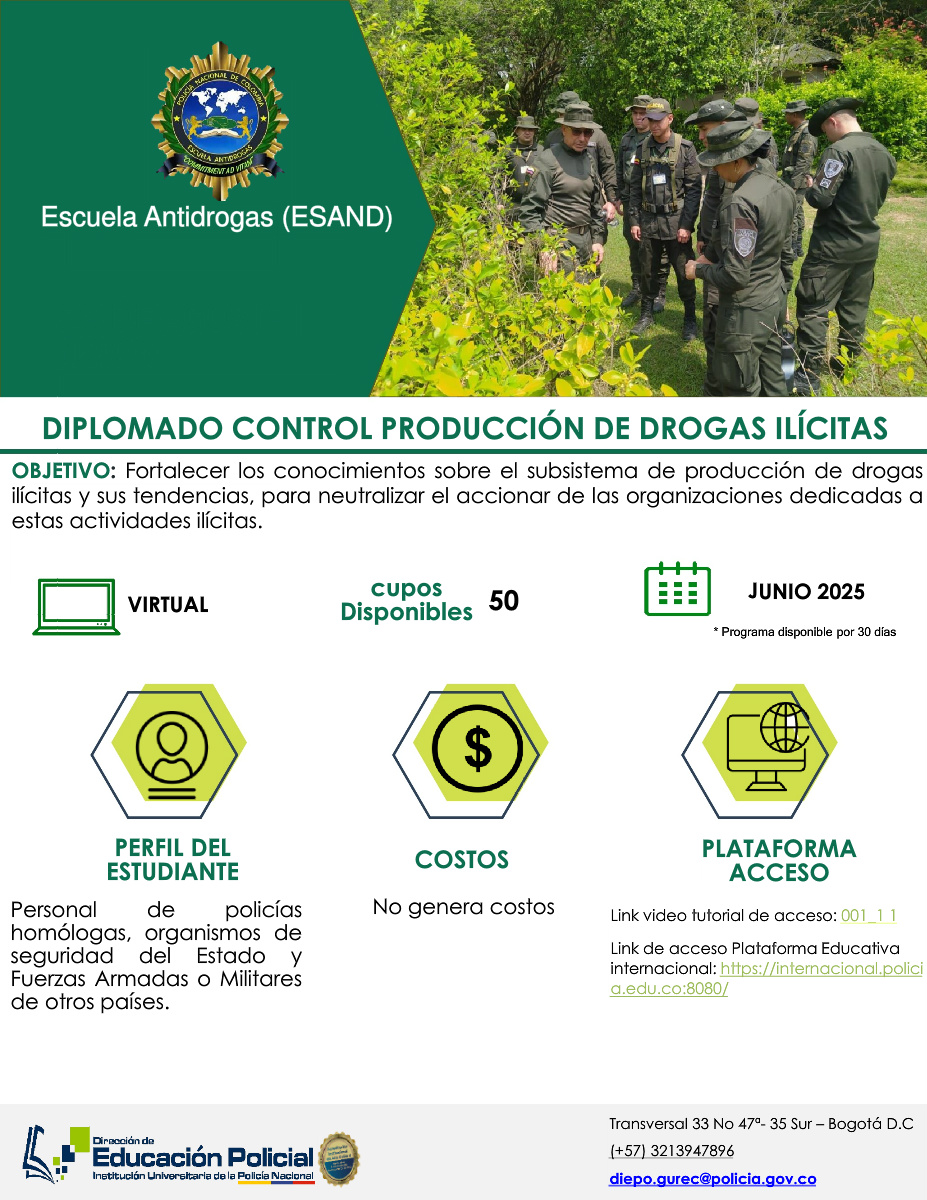 POLICÍA NACIONAL DE COLOMBIA
ESCUELA ANTIDROGAS
Escuela Antidrogas (ESAND)
DIPLOMADO CONTROL PRODUCCIÓN DE DROGAS ILÍCITAS
OBJETIVO: Fortalecer los conocimientos sobre el subsistema de producción de drogas
ilícitas y sus tendencias, para neutralizar el accionar de las organizaciones dedicadas a
estas actividades ilícitas.
VIRTUAL
cupos
Disponibles 50
JUNIO 2025
* Programa disponible por 30 días
$
PERFIL DEL
ESTUDIANTE
Personal de policías
homólogas, organismos de
seguridad del Estado y
Fuerzas Armadas o Militares
de otros países.
COSTOS
No genera costos
PLATAFORMA
ACCESO
Link video tutorial de acceso: 001_1 1
Link de acceso Plataforma Educativa
internacional: https://internacional.polici
a.edu.co:8080/
Dirección de
Educación Policial
Institución Universitaria de la Policía Nacional
Transversal 33 No 47ª- 35 Sur – Bogotá D.C
(+57) 3213947896
diepo.gurec@policia.gov.co